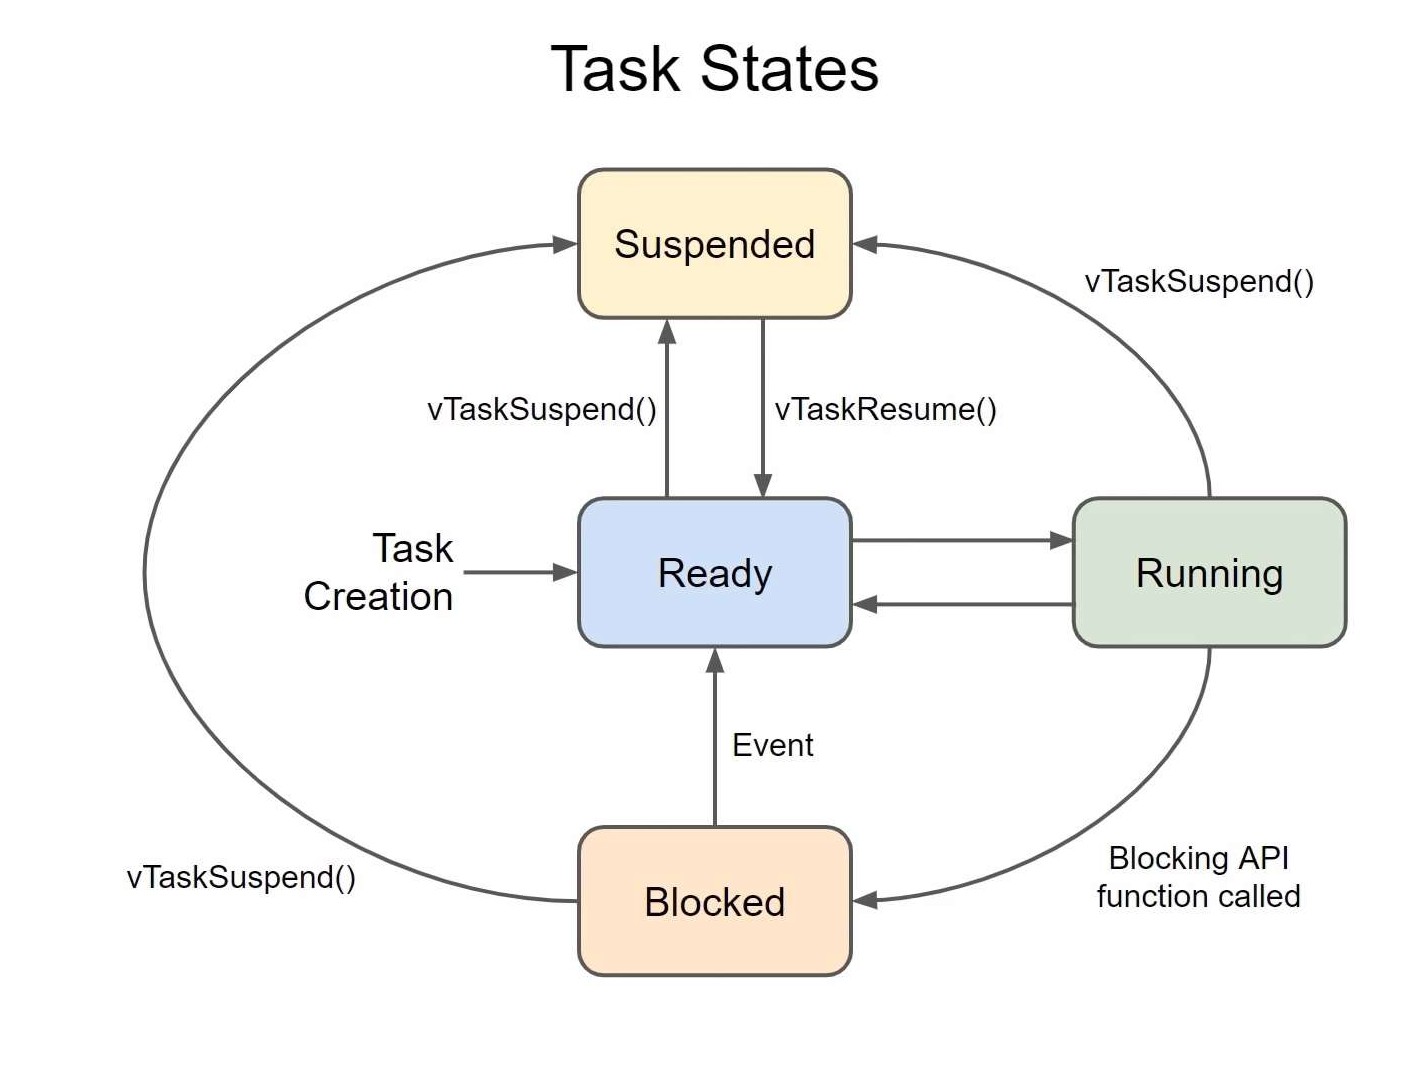 Task States
Suspended
vTaskSuspend()
vTaskSuspend()
vTaskResume()
Task
Creation
Ready
Running
Event
vTaskSuspend()
Blocked
Blocking API
function called